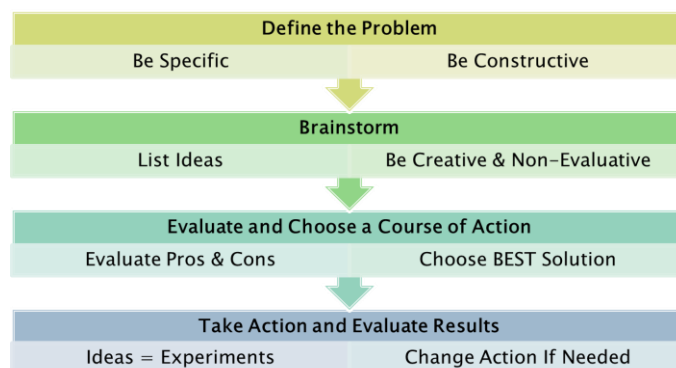 Define the Problem
Be Specific Be Constructive
Brainstorm
List Ideas Be Creative & Non-Evaluative
Evaluate and Choose a Course of Action
Evaluate Pros & Cons Choose BEST Solution
Take Action and Evaluate Results
Ideas = Experiments Change Action If Needed